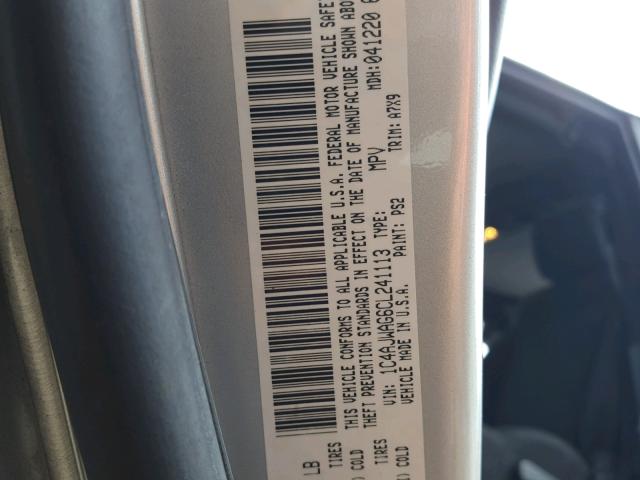 LB
TIRES
) COLD
TIRES
) COLD
THIS VEHICLE CONFORMS TO ALL APPLICABLE U.S.A. FEDERAL MOTOR VEHICLE SAFE
THEFT PREVENTION STANDARDS IN EFFECT ON THE DATE OF MANUFACTURE SHOWN ABO
VIN: 1C4AJWAG6CL241113 TYPE: MPV MDH:041220
VEHICLE MADE IN U.S.A. PAINT: PS2 TRIM: A7X9